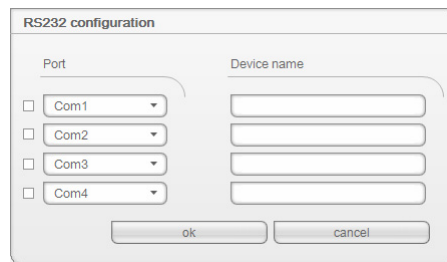 RS232 configuration
Port Device name
Com1
Com2
Com3
Com4
ok cancel